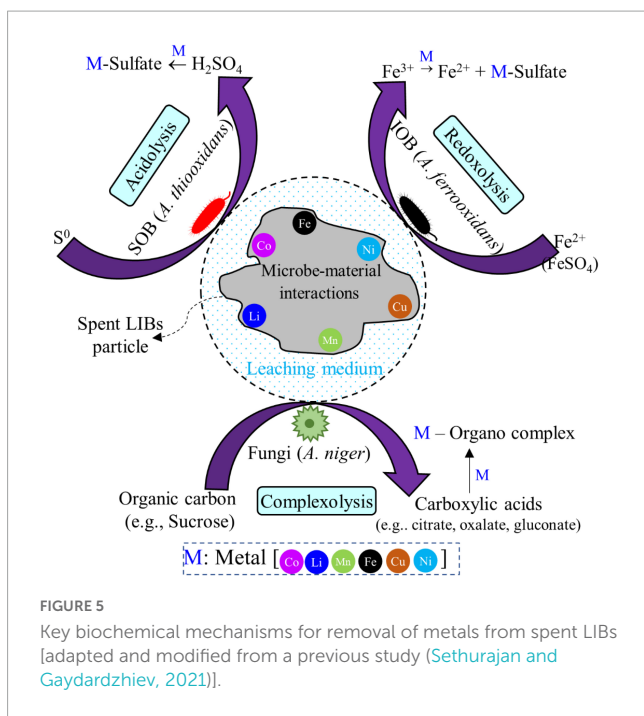 M-Sulfate ← H₂SO₄
M
Fe³⁺ → Fe²⁺ + M-Sulfate
M
Acidolysis
SOB (A. thiooxidans)
IOB (A. ferrooxidans)
Redoxolysis
S⁰
Fe²⁺
(FeSO₄)
Co
Fe
Ni
Microbe-material
interactions
Li
Cu
Mn
Spent LIBs
particle
Leaching medium
Fungi (A. niger)
M – Organo complex
M
Organic carbon
(e.g., Sucrose)
Complexolysis
Carboxylic acids
(e.g.. citrate, oxalate, gluconate)
M: Metal [Co Li Mn Fe Cu Ni]
FIGURE 5
Key biochemical mechanisms for removal of metals from spent LIBs
[adapted and modified from a previous study (Sethurajan and
Gaydardzhiev, 2021)].